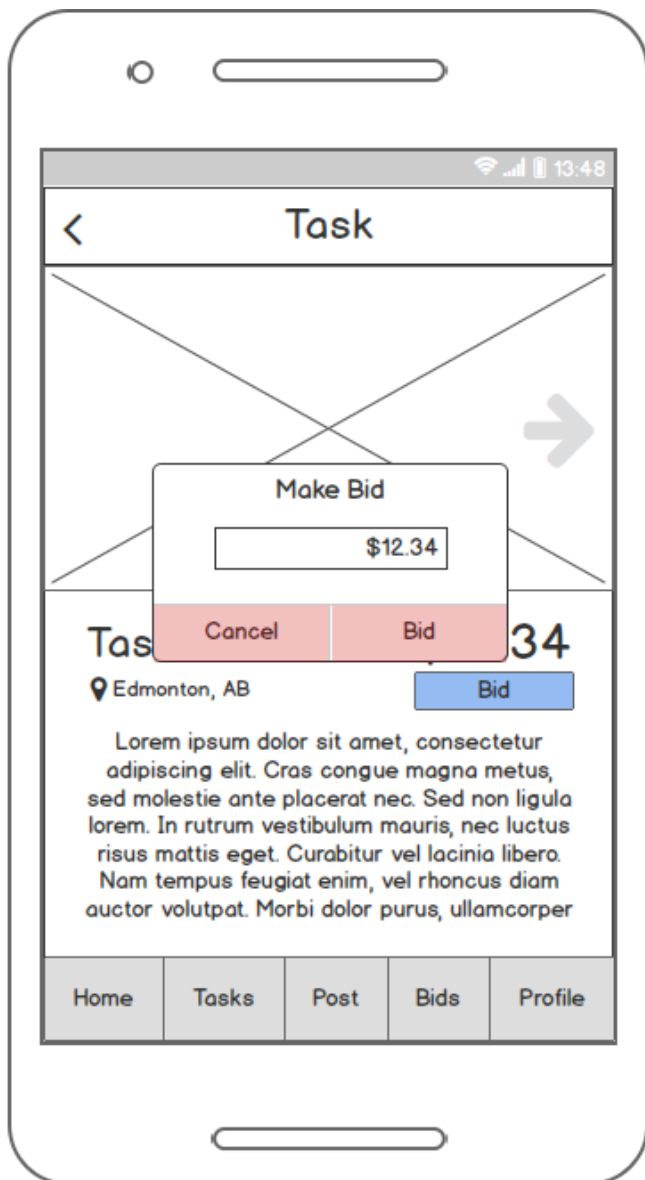 13:48
Task
Make Bid
$12.34
Cancel Bid
Tas 34
Edmonton, AB
Bid
Lorem ipsum dolor sit amet, consectetur
adipiscing elit. Cras congue magna metus,
sed molestie ante placerat nec. Sed non ligula
lorem. In rutrum vestibulum mauris, nec luctus
risus mattis eget. Curabitur vel lacinia libero.
Nam tempus feugiat enim, vel rhoncus diam
auctor volutpat. Morbi dolor purus, ullamcorper
Home Tasks Post Bids Profile